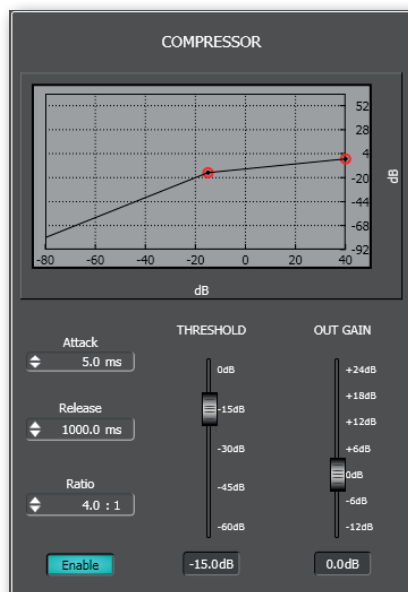 COMPRESSOR
52
28
4
-20
-44
-68
-92
dB
-80 -60 -40 -20 0 20 40
dB
Attack
5.0 ms
Release
1000.0 ms
Ratio
4.0 : 1
Enable
THRESHOLD
0dB
-15dB
-30dB
-45dB
-60dB
-15.0dB
OUT GAIN
+24dB
+18dB
+12dB
+6dB
0dB
-6dB
-12dB
0.0dB